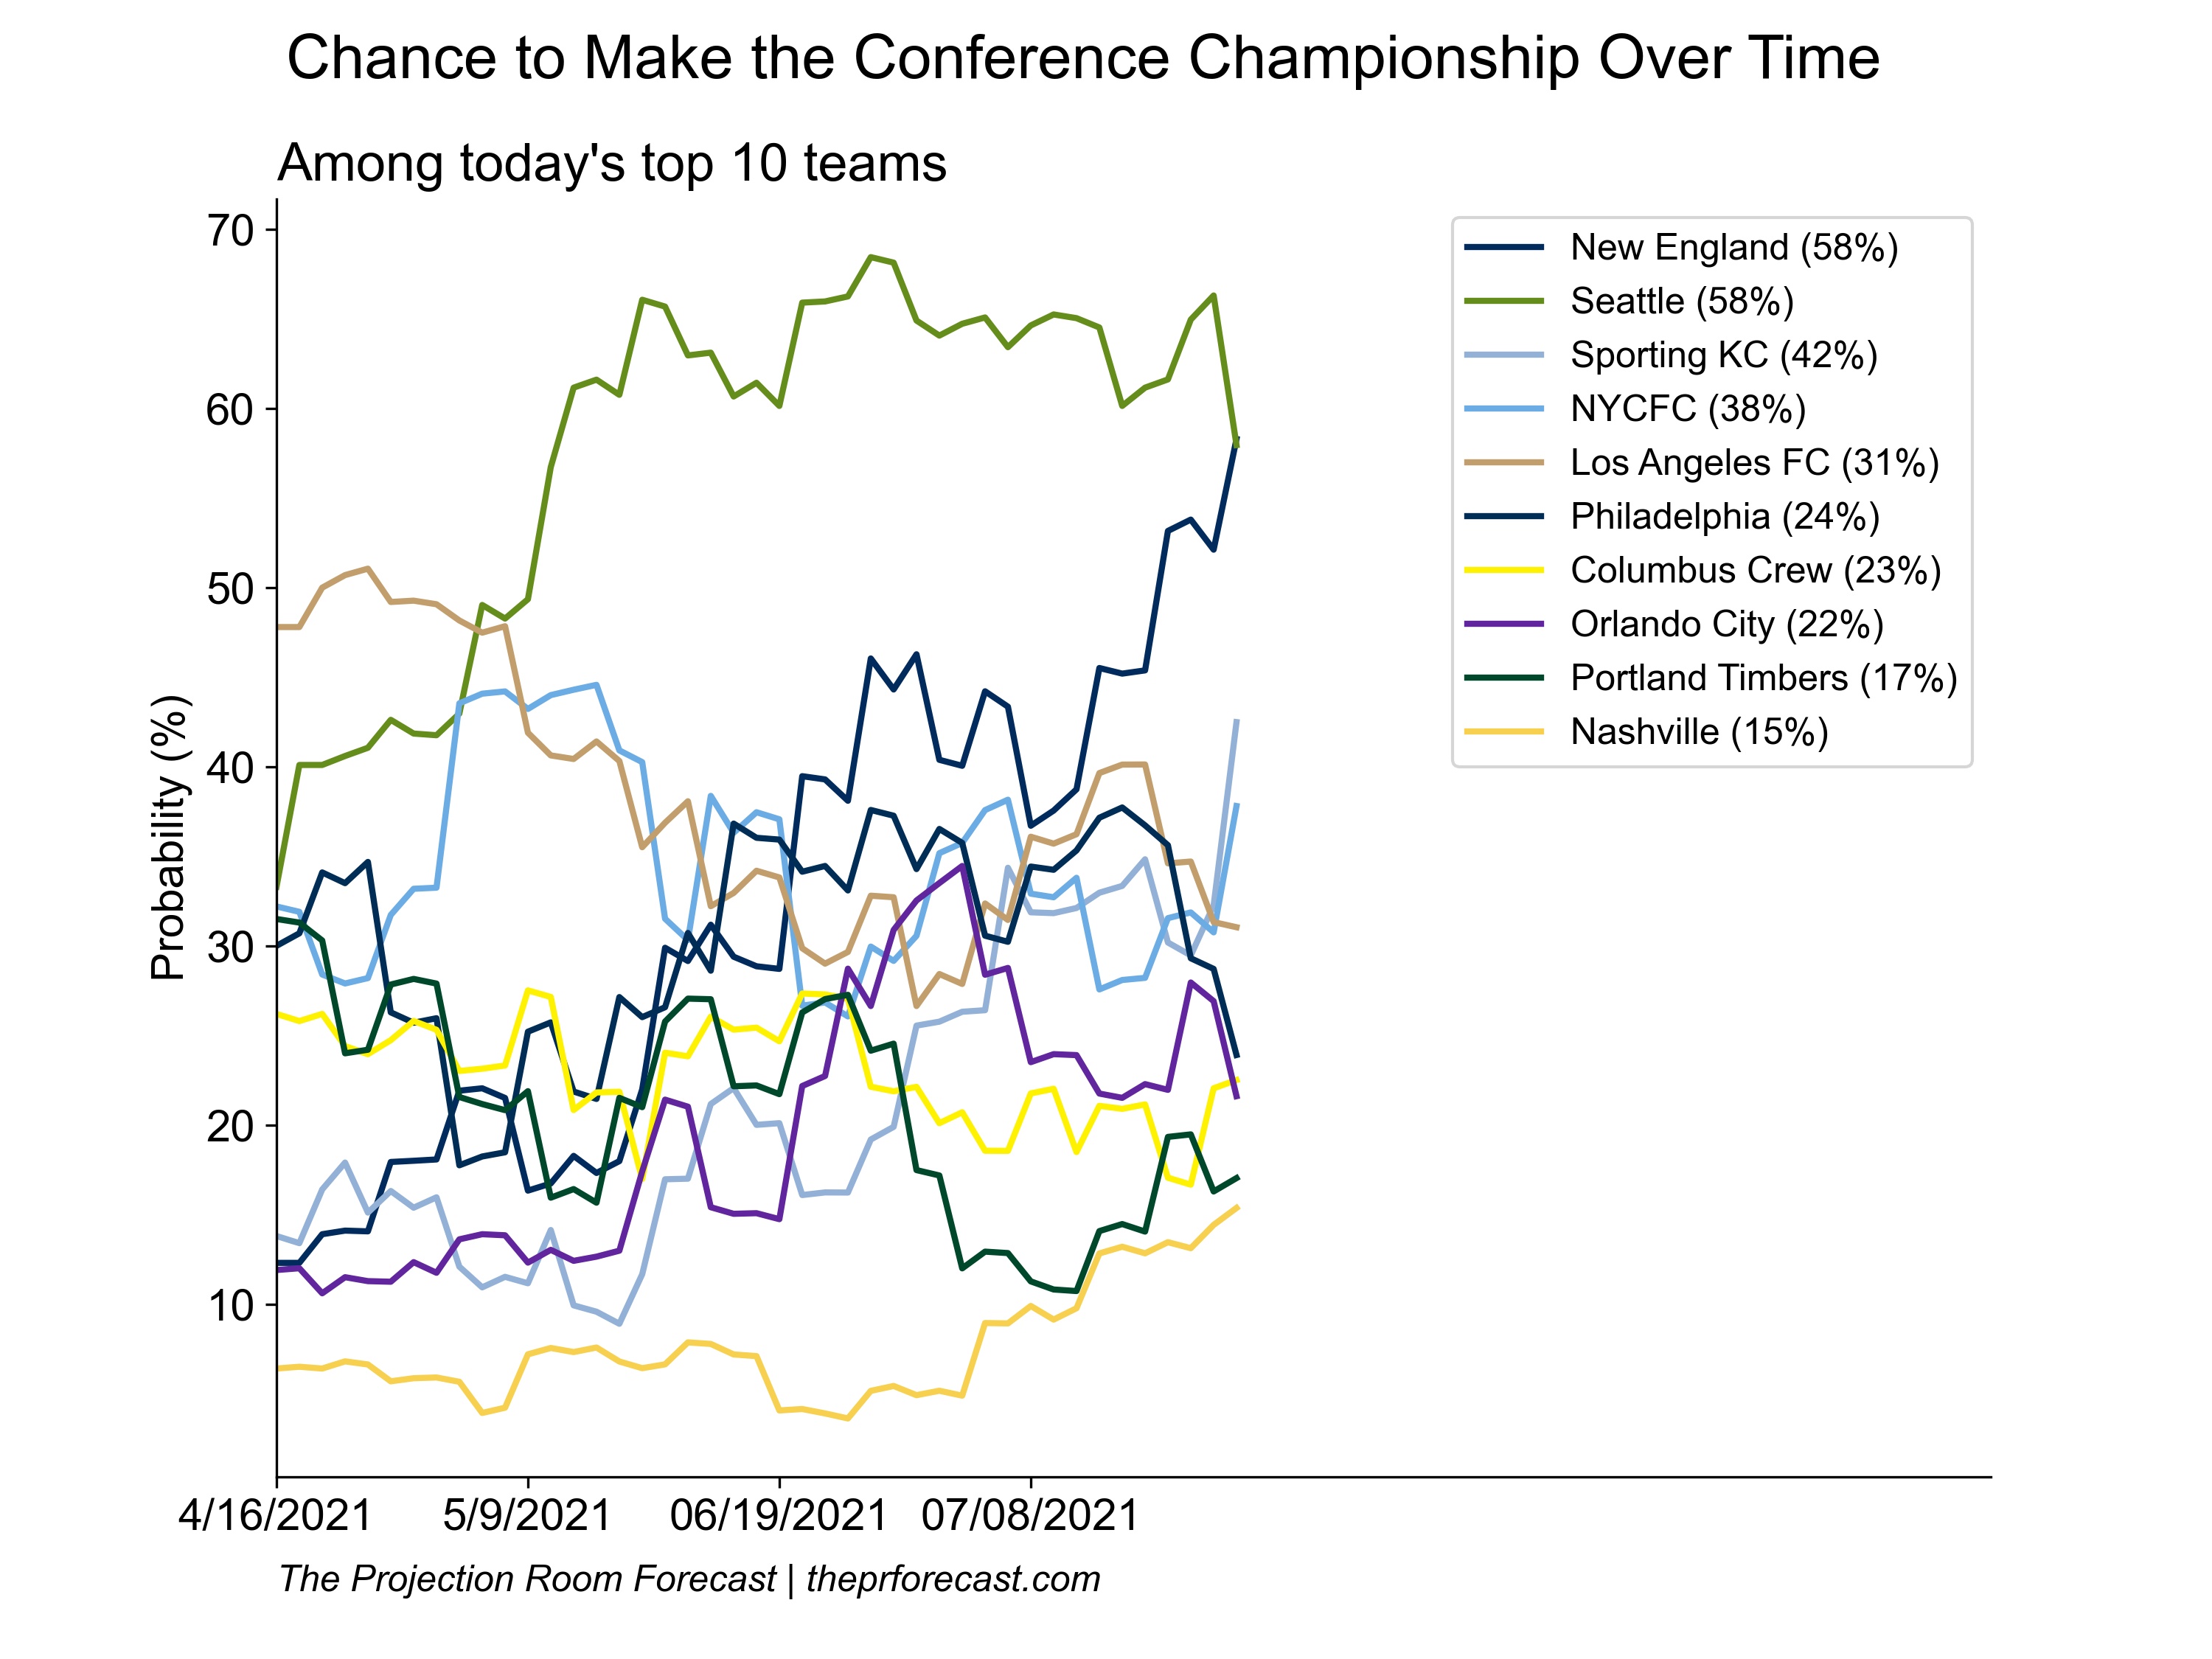 Chance to Make the Conference Championship Over Time
Among today's top 10 teams
70
60
50
40
30
20
10
Probability (%)
New England (58%)
Seattle (58%)
Sporting KC (42%)
NYCFC (38%)
Los Angeles FC (31%)
Philadelphia (24%)
Columbus Crew (23%)
Orlando City (22%)
Portland Timbers (17%)
Nashville (15%)
4/16/2021 5/9/2021 06/19/2021 07/08/2021
The Projection Room Forecast | theprforecast.com